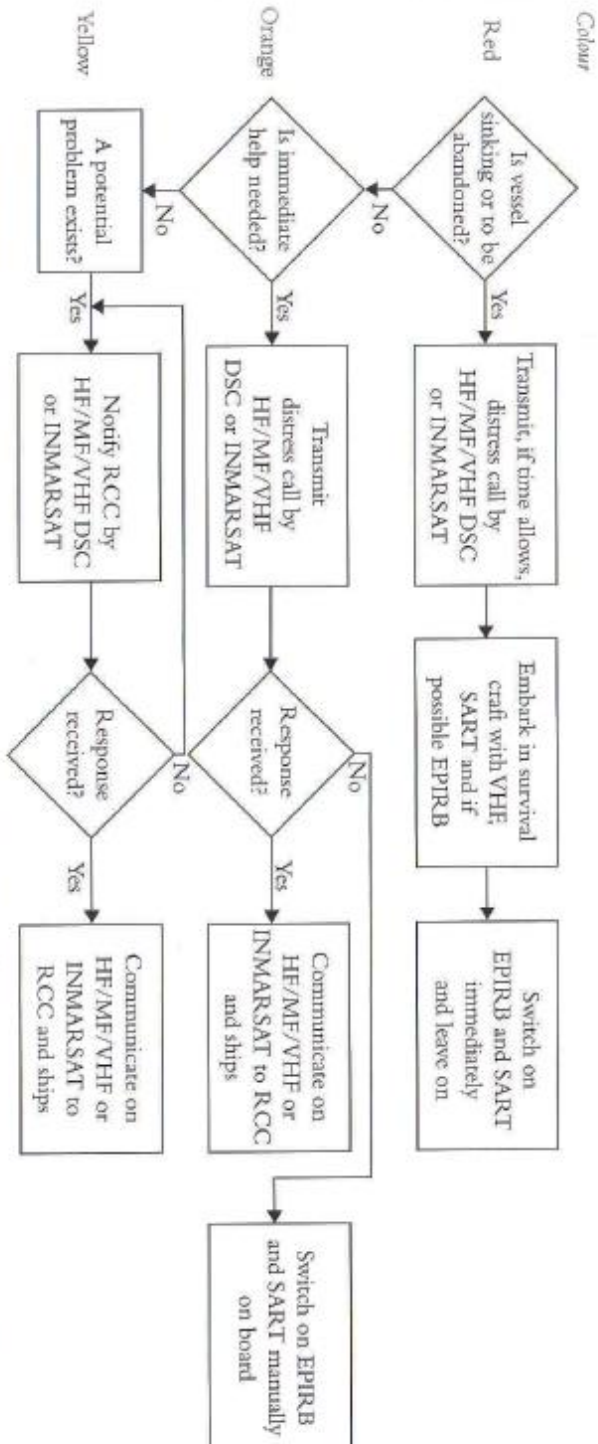 Colour
Red
Is vessel
sinking or to be
abandoned?
Yes
Transmit, if time allows,
distress call by
HF/MF/VHF DSC
or INMARSAT
Embark in survival
craft with VHF,
SART and if
possible EPIRB
Switch on
EPIRB and SART
immediately
and leave on
No
Orange
Is immediate
help needed?
Yes
Transmit
distress call by
HF/MF/VHF
DSC or INMARSAT
Response
received?
No
Yes
Communicate on
HF/MF/VHF or
INMARSAT to RCC
and ships
Switch on EPIRB
and SART manually
on board
No
Yellow
A potential
problem exists?
Yes
Notify RCC by
HF/MF/VHF DSC
or INMARSAT
Response
received?
No
Yes
Communicate on
HF/MF/VHF or
INMARSAT to
RCC and ships